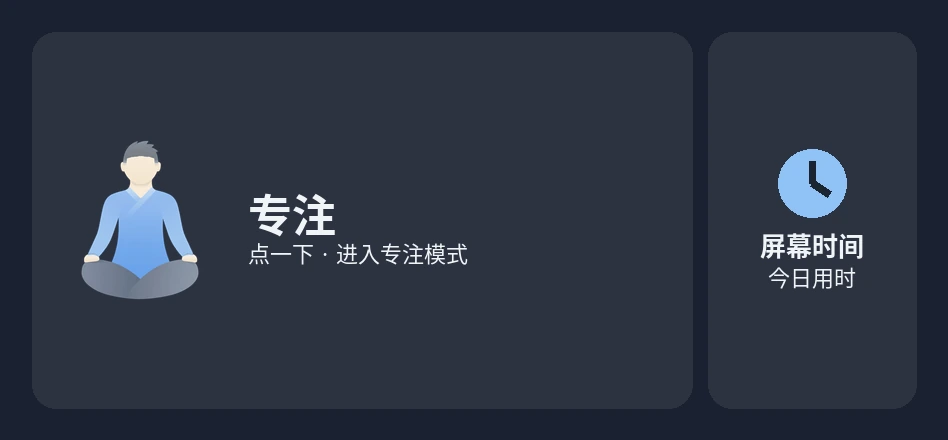 专注
点一下 · 进入专注模式
屏幕时间
今日用时